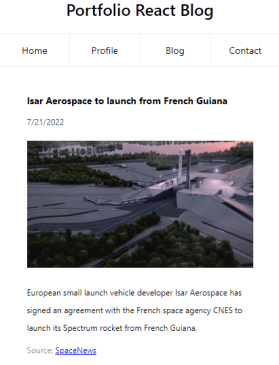 Portfolio React Blog
Home Profile Blog Contact
Isar Aerospace to launch from French Guiana
7/21/2022
European small launch vehicle developer Isar Aerospace has
signed an agreement with the French space agency CNES to
launch its Spectrum rocket from French Guiana.
Source: SpaceNews